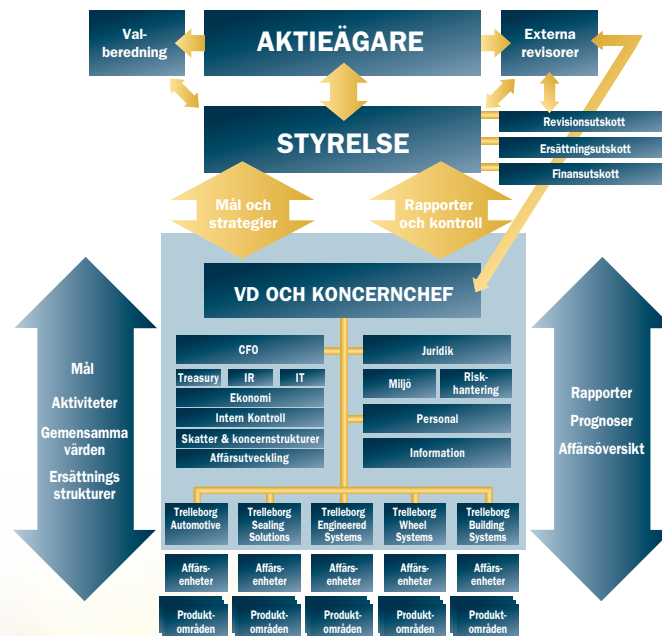 Val-
beredning
AKTIEÄGARE
Externa
revisorer
STYRELSE
Revisionsutskott
Ersättningsutskott
Finansutskott
Mål och
strategier
Rapporter
och kontroll
VD OCH KONCERNCHEF
CFO
Treasury
IR
IT
Ekonomi
Intern Kontroll
Skatter & koncernstrukturer
Affärsutveckling
Juridik
Miljö
Risk-
hantering
Personal
Information
Mål
Aktiviteter
Gemensamma
värden
Ersättnings
strukturer
Rapporter
Prognoser
Affärsöversikt
Trelleborg
Automotive
Trelleborg
Sealing
Solutions
Trelleborg
Engineered
Systems
Trelleborg
Wheel
Systems
Trelleborg
Building
Systems
Affärs-
enheter
Affärs-
enheter
Affärs-
enheter
Affärs-
enheter
Affärs-
enheter
Produkt-
områden
Produkt-
områden
Produkt-
områden
Produkt-
områden
Produkt-
områden